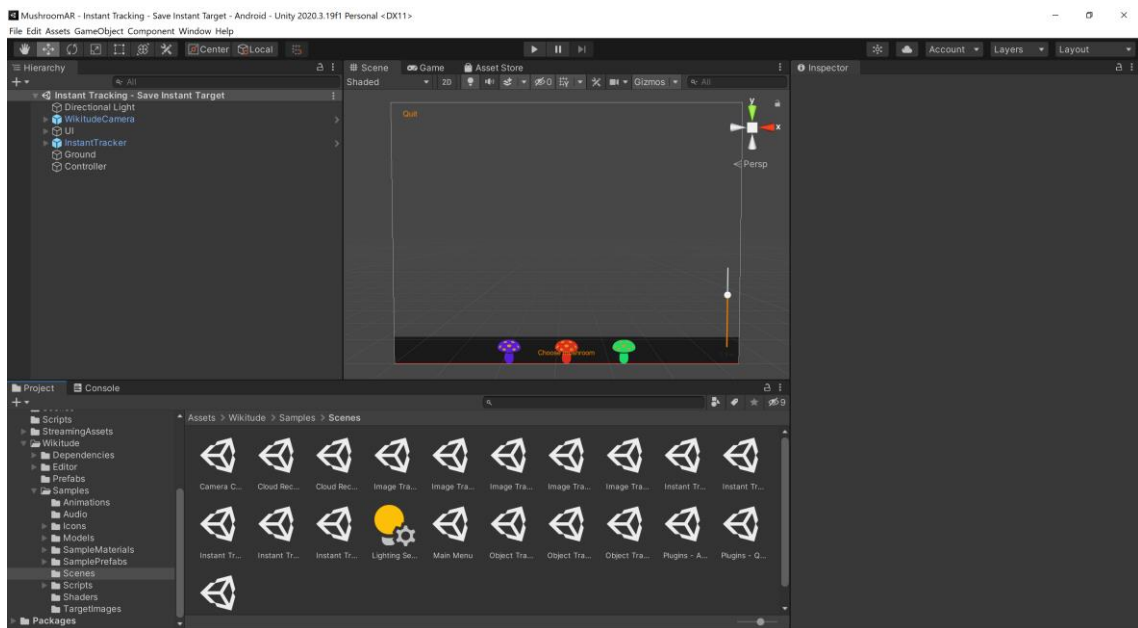 MushroomAR - Instant Tracking - Save Instant Target - Android - Unity 2020.3.19f1 Personal <DX11>
File Edit Assets GameObject Component Window Help
Center Local Account Layers Layout
Hierarchy
All
Instant Tracking - Save Instant Target
Directional Light
WikitudeCamera
UI
InstantTracker
Ground
Controller
Scene Game Asset Store
Shaded 2D 0 Gizmos All
Quit
y
x
Persp
Choose
Inspector
Project Console
9
Scripts
StreamingAssets
Wikitude
Dependencies
Editor
Prefabs
Samples
Animations
Audio
Icons
Models
SampleMaterials
SamplePrefabs
Scenes
Scripts
Shaders
TargetImages
Packages
Assets > Wikitude > Samples > Scenes
Camera C... Cloud Rec... Cloud Rec... Image Tra... Image Tra... Image Tra... Image Tra... Image Tra... Instant Tr... Instant Tr...
Instant Tr... Instant Tr... Instant Tr... Lighting Se... Main Menu Object Tra... Object Tra... Object Tra... Plugins - A... Plugins - Q...